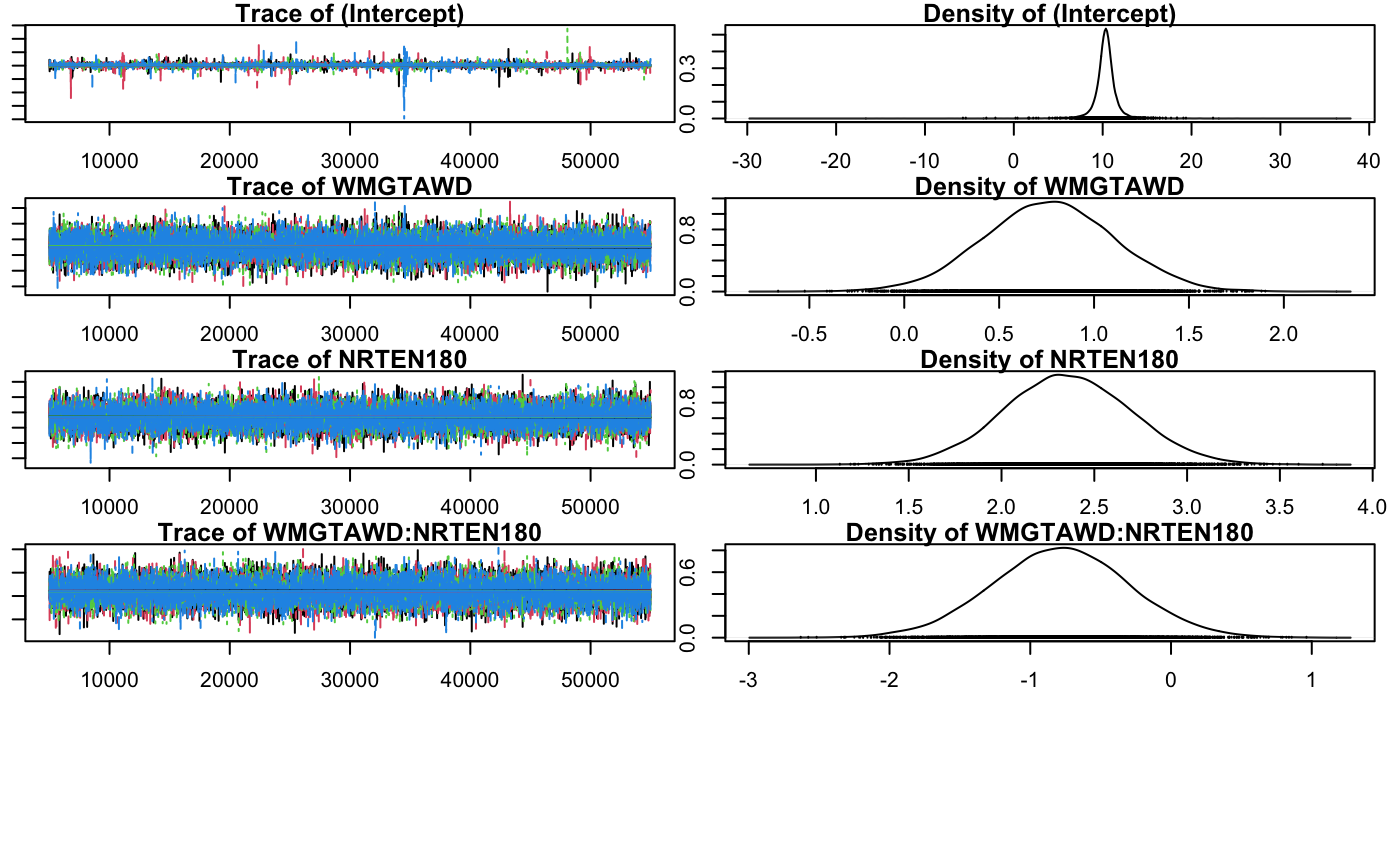 Trace of (Intercept)
10000 20000 30000 40000 50000
Density of (Intercept)
0.0 0.3
-30 -20 -10 0 10 20 30 40
Trace of WMGTAWD
10000 20000 30000 40000 50000
Density of WMGTAWD
0.0 0.8
-0.5 0.0 0.5 1.0 1.5 2.0
Trace of NRTEN180
10000 20000 30000 40000 50000
Density of NRTEN180
0.0 0.8
1.0 1.5 2.0 2.5 3.0 3.5 4.0
Trace of WMGTAWD:NRTEN180
10000 20000 30000 40000 50000
Density of WMGTAWD:NRTEN180
0.0 0.6
-3 -2 -1 0 1